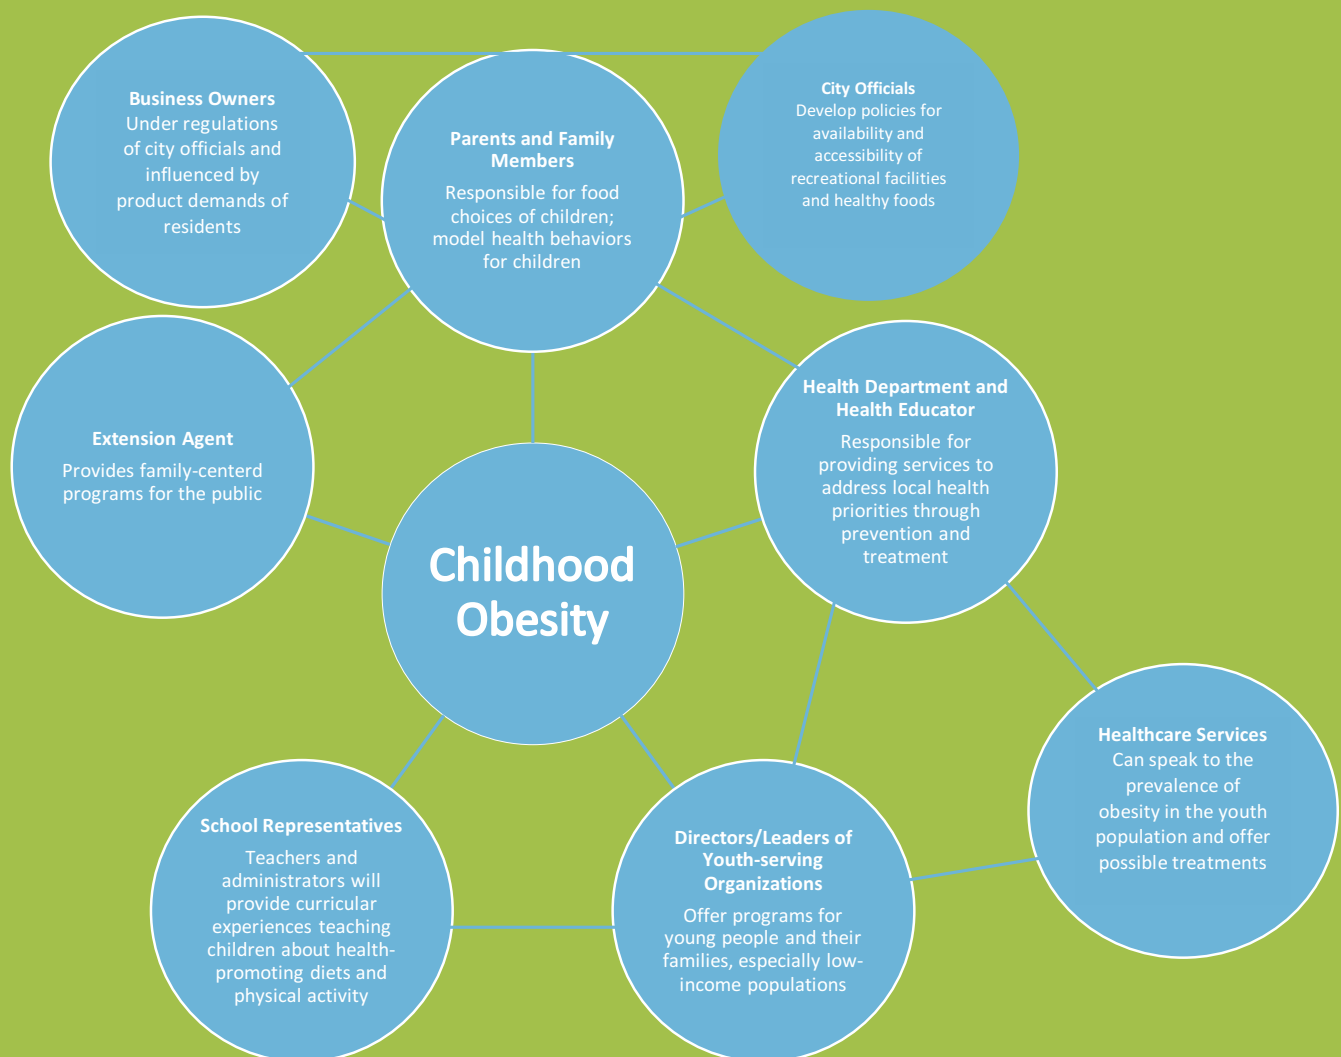 Business Owners
Under regulations
of city officials and
influenced by
product demands of
residents
Parents and Family
Members
Responsible for food
choices of children;
model health behaviors
for children
City Officials
Develop policies for
availability and
accessibility of
recreational facilities
and healthy foods
Extension Agent
Provides family-centerd
programs for the public
Health Department and
Health Educator
Responsible for
providing services to
address local health
priorities through
prevention and
treatment
Childhood
Obesity
Healthcare Services
Can speak to the
prevalence of
obesity in the youth
population and offer
possible treatments
School Representatives
Teachers and
administrators will
provide curricular
experiences teaching
children about health-
promoting diets and
physical activity
Directors/Leaders of
Youth-serving
Organizations
Offer programs for
young people and their
families, especially low-
income populations